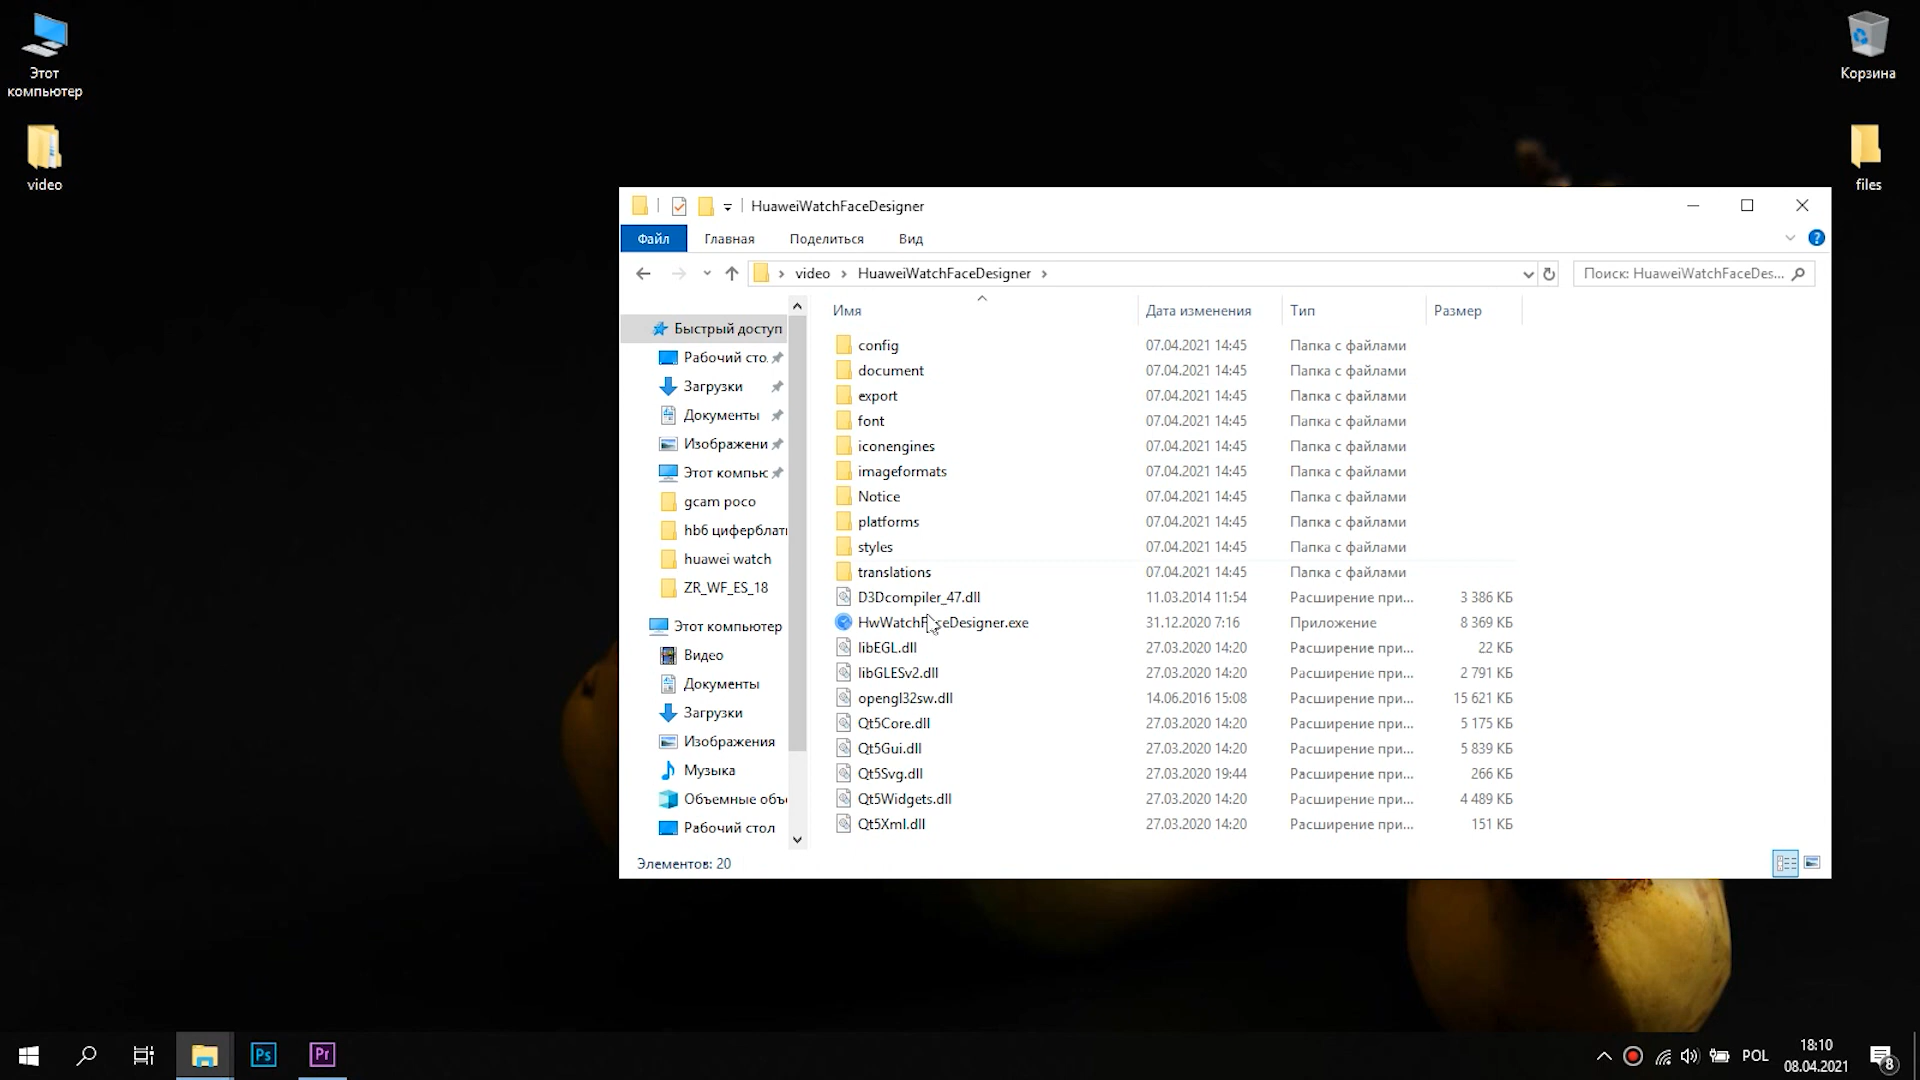 Этот
компьютер
video
Корзина
files
HuaweiWatchFaceDesigner
Файл
Главная
Поделиться
Вид
video
HuaweiWatchFaceDesigner
Поиск: HuaweiWatchFaceDes...
Быстрый доступ
Рабочий сто.
Загрузки
Документы
Изображени
Этот компьк
gcam poco
hb6 циферблат
huawei watch
ZR_WF_ES_18
Этот компьютер
Видео
Документы
Загрузки
Изображения
Музыка
Объемные объ
Рабочий стол
Имя Дата изменения Тип Размер
config 07.04.2021 14:45 Папка с файлами
document 07.04.2021 14:45 Папка с файлами
export 07.04.2021 14:45 Папка с файлами
font 07.04.2021 14:45 Папка с файлами
iconengines 07.04.2021 14:45 Папка с файлами
imageformats 07.04.2021 14:45 Папка с файлами
Notice 07.04.2021 14:45 Папка с файлами
platforms 07.04.2021 14:45 Папка с файлами
styles 07.04.2021 14:45 Папка с файлами
translations 07.04.2021 14:45 Папка с файлами
D3Dcompiler_47.dll 11.03.2014 11:54 Расширение при... 3 386 КБ
HwWatchFaceDesigner.exe 31.12.2020 7:16 Приложение 8 369 КБ
libEGL.dll 27.03.2020 14:20 Расширение при... 22 КБ
libGLESv2.dll 27.03.2020 14:20 Расширение при... 2 791 КБ
opengl32sw.dll 14.06.2016 15:08 Расширение при... 15 621 КБ
Qt5Core.dll 27.03.2020 14:20 Расширение при... 5 175 КБ
Qt5Gui.dll 27.03.2020 14:20 Расширение при... 5 839 КБ
Qt5Svg.dll 27.03.2020 19:44 Расширение при... 266 КБ
Qt5Widgets.dll 27.03.2020 14:20 Расширение при... 4 489 КБ
Qt5Xml.dll 27.03.2020 14:20 Расширение при... 151 КБ
Элементов: 20
Ps
Pr
POL
18:10
08.04.2021
8